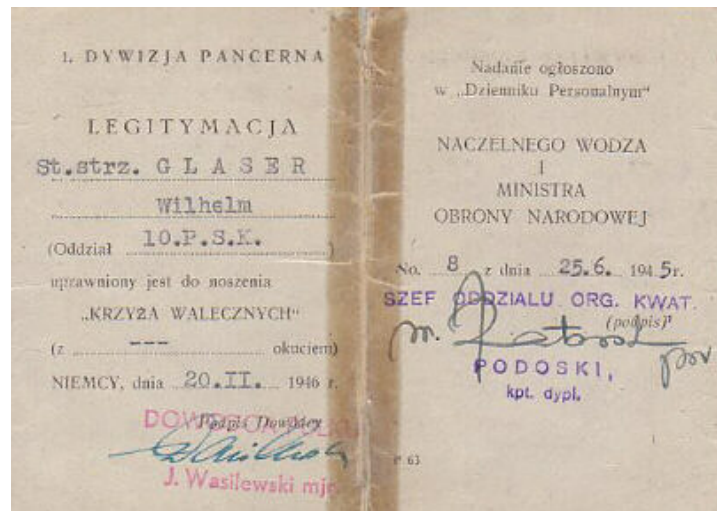 1. DYWIZJA PANCERNA
LEGITYMACJA
St.strz. G L A S E R
Wilhelm
(Oddział 10.P.S.K. )
uprawniony jest do noszenia
„KRZYŻA WALECZNYCH“
(z --- okuciem)
NIEMCY, dnia 20.II. 1946 r.
Podpis Dowódcy
J. Wasilewski mjr.
Nadanie ogłoszono
w „Dzienniku Personalnym“
NACZELNEGO WODZA
I
MINISTRA
OBRONY NARODOWEJ
No. 8 z dnia 25.6. 1945r.
SZEF ODDZIALU ORG. KWAT.
(podpis)
PODOSKI,
kpt. dypl.
P 63